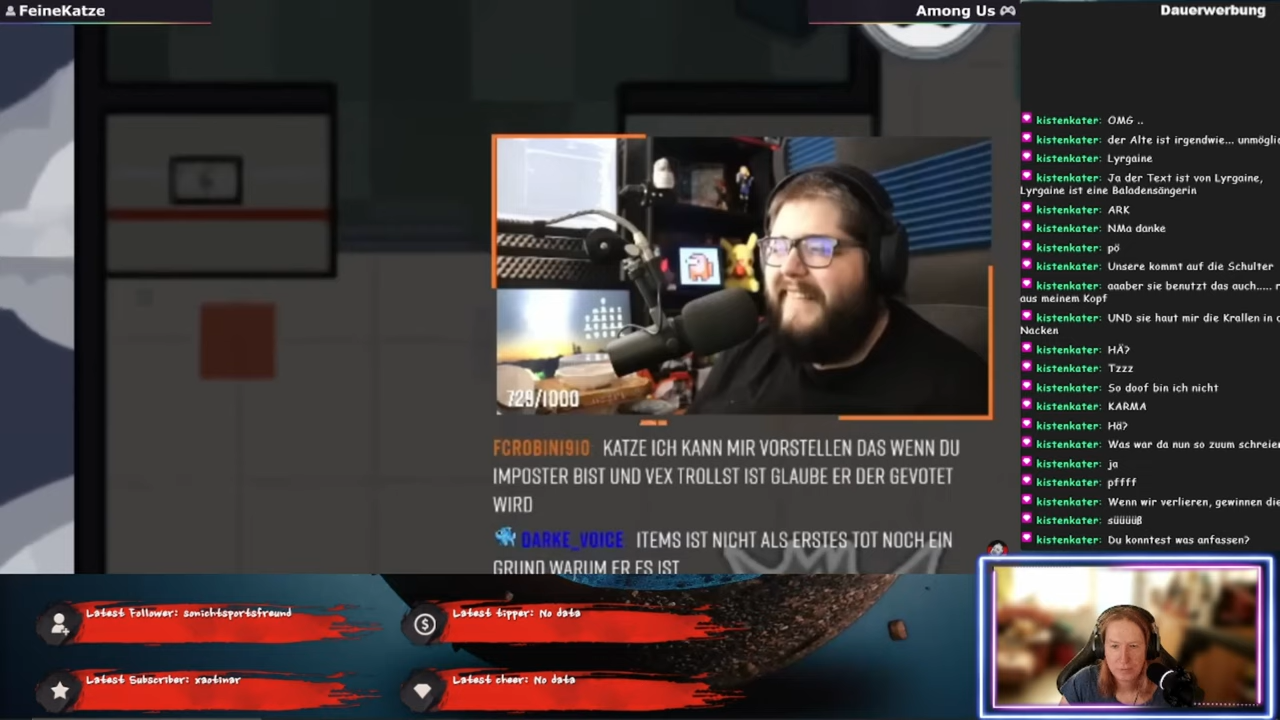 FeineKatze
Among Us
Dauerwerbung
kistenkater: OMG ..
kistenkater: der Alte ist irgendwie...
kistenkater: Lyrgaine
kistenkater: Ja der Text ist von Lyrgaine,
Lyrgaine ist eine Baladensängerin
kistenkater: ARK
kistenkater: NMa danke
kistenkater: pö
kistenkater: Unsere kommt auf die Schulter
kistenkater: aaaber sie benutzt das auch.....
aus meinem Kopf
kistenkater: UND sie haut mir die Krallen in
Nacken
kistenkater: HÄ?
kistenkater: Tzzz
kistenkater: So doof bin ich nicht
kistenkater: KARMA
kistenkater: Hä?
kistenkater: Was war da nun so zuum
kistenkater: ja
kistenkater: pffff
kistenkater: Wenn wir verlieren, gewinnen die
kistenkater: süüüüß
kistenkater: Du konntest was anfassen?
729/1000
FCROBIN1910 KATZE ICH KANN MIR VORSTELLEN DAS WENN DU
IMPOSTER BIST UND VEX TROLLST IST GLAUBE ER DER GEVOTET
WIRD
DARKE_VOICE ITEMS IST NICHT ALS ERSTES TOT NOCH EIN
GRUND WARUM ER ES IST
Latest Follower: sonichtsportsfreund
Latest tipper: No data
Latest Subscriber: xaotinar
Latest cheer: No data